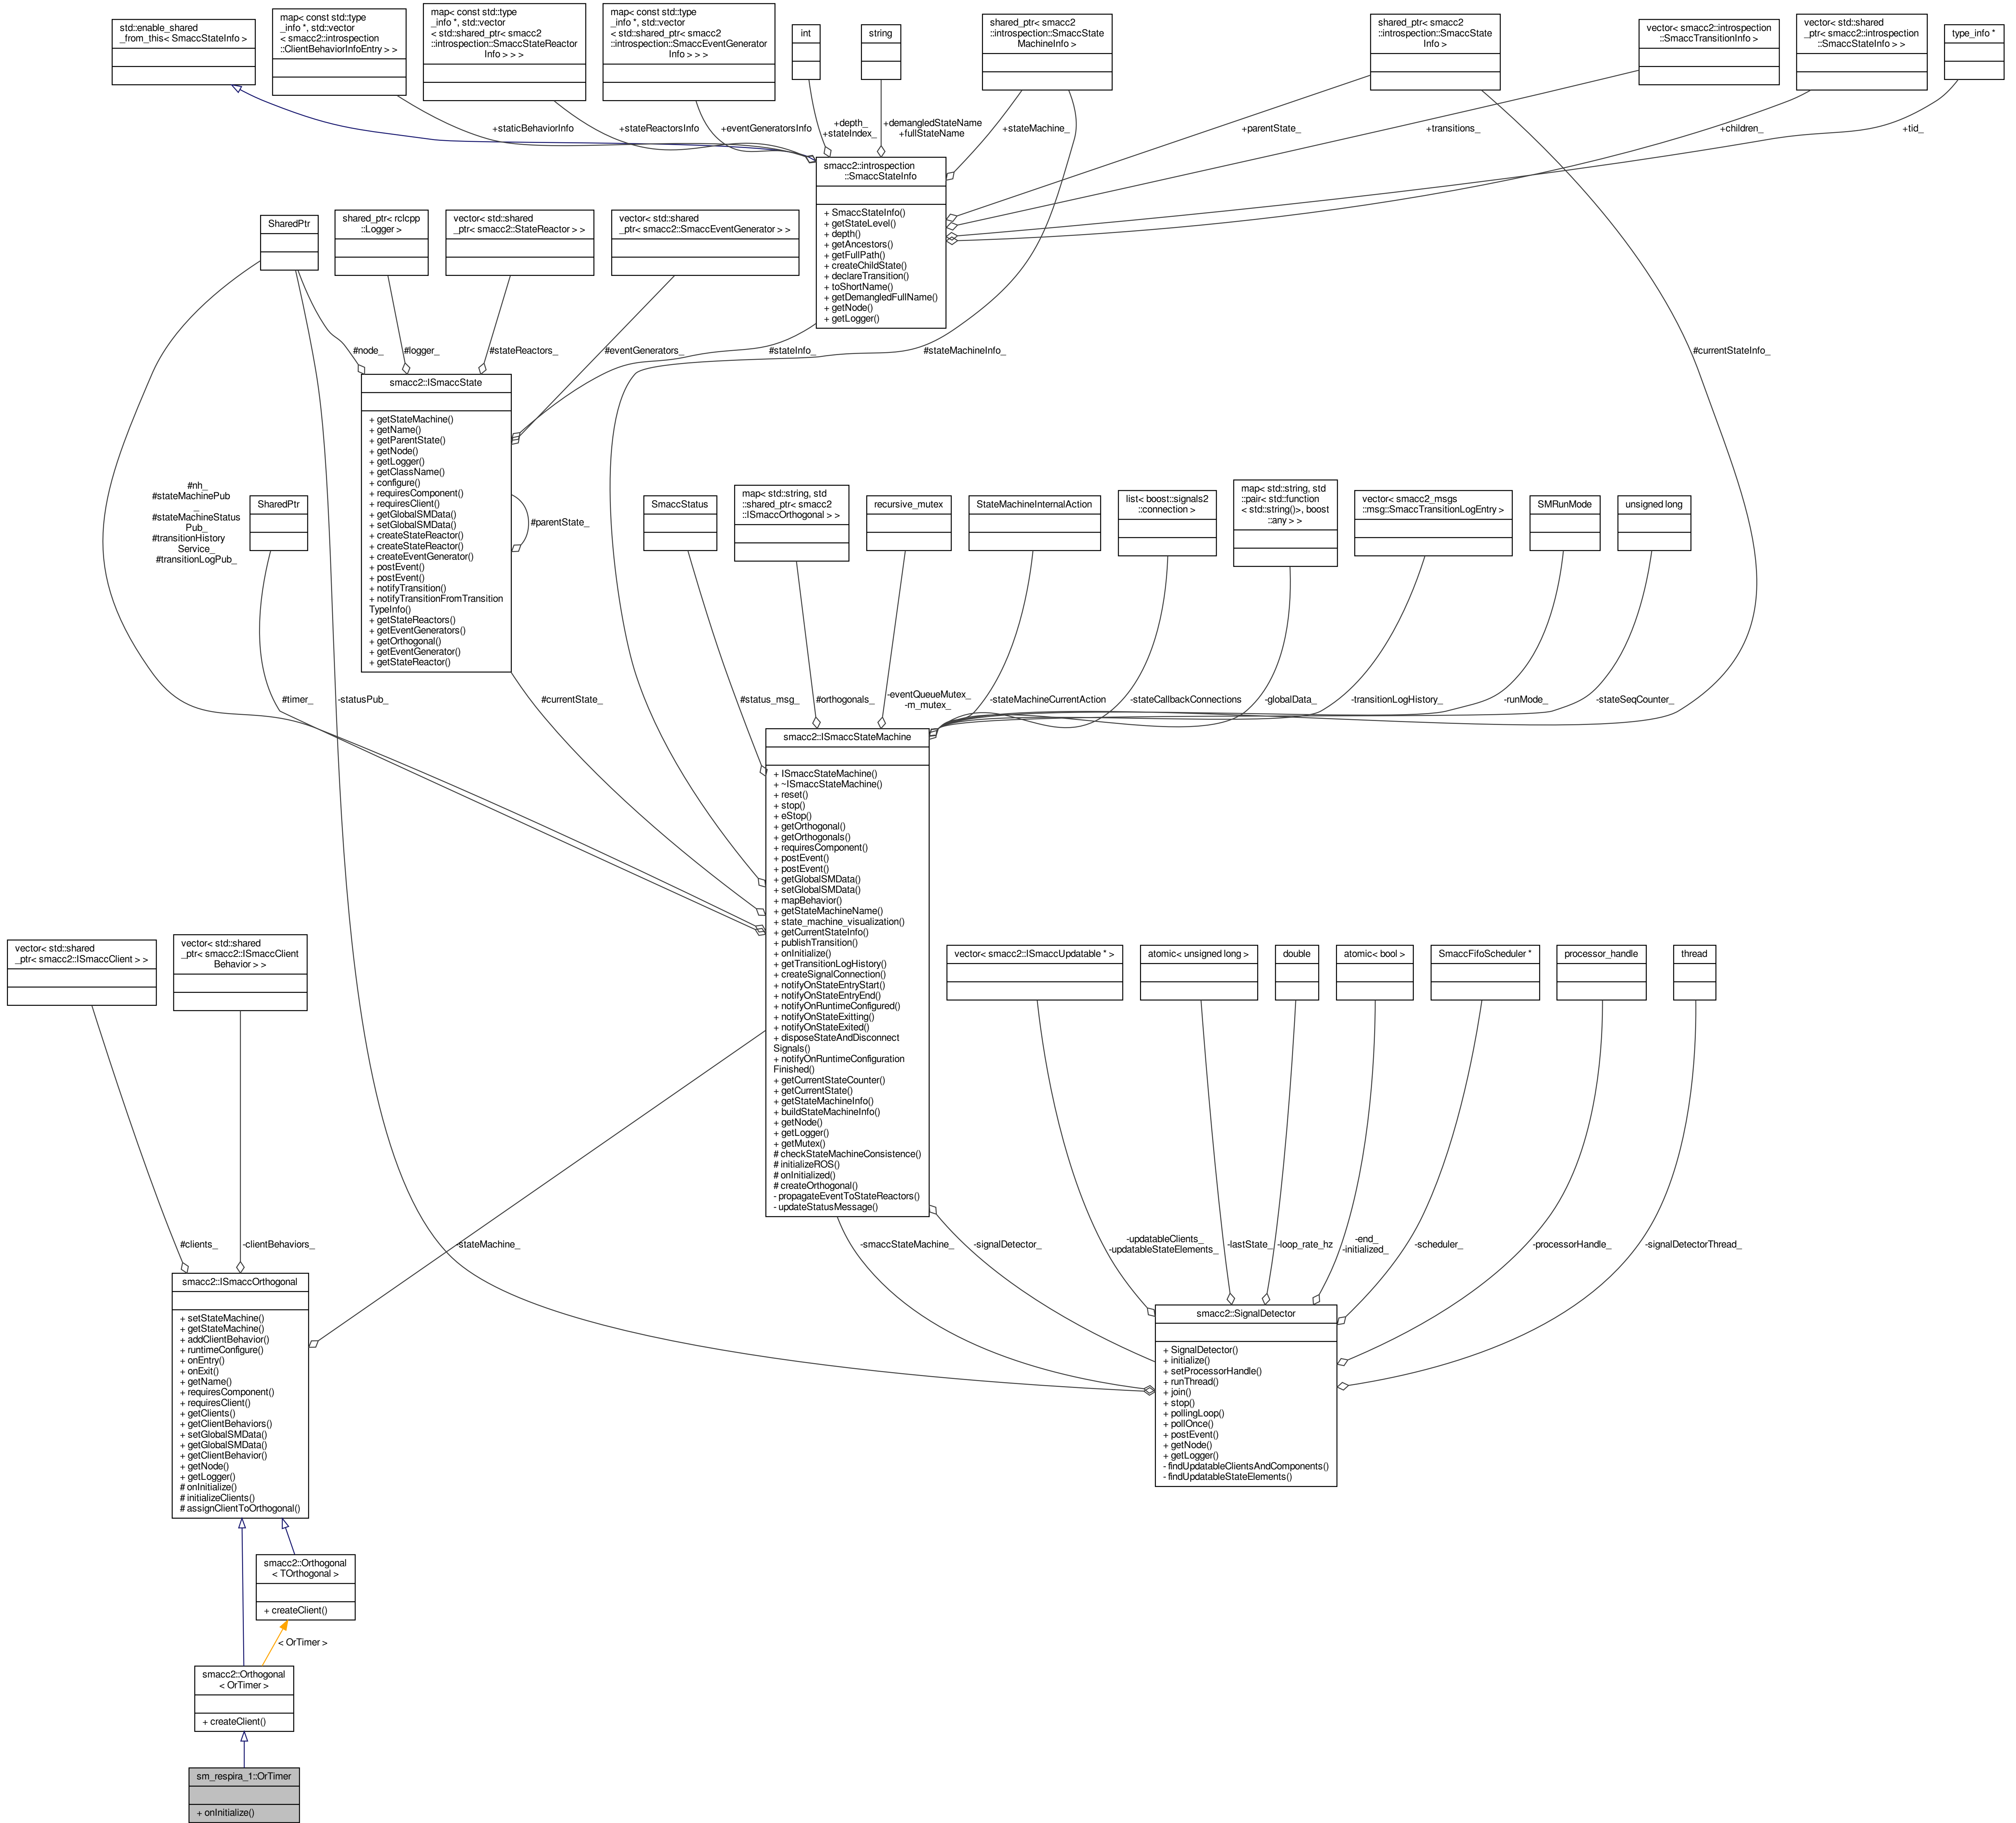 std::enable_shared
_from_this< SmaccStateInfo >
map< const std::type
_info *, std::vector
< smacc2::introspection
::ClientBehaviorInfoEntry > >
map< const std::type
_info *, std::vector
< std::shared_ptr< smacc2
::introspection::SmaccStateReactor
Info > > >
map< const std::type
_info *, std::vector
< std::shared_ptr< smacc2
::introspection::SmaccEventGenerator
Info > > >
int
string
shared_ptr< smacc2
::introspection::SmaccState
MachineInfo >
shared_ptr< smacc2
::introspection::SmaccState
Info >
vector< smacc2::introspection
::SmaccTransitionInfo >
vector< std::shared
_ptr< smacc2::introspection
::SmaccStateInfo > >
type_info *
+staticBehaviorInfo
+stateReactorsInfo
+eventGeneratorsInfo
+depth_
+stateIndex_
+demangledStateName
+fullStateName
+stateMachine_
+parentState_
+transitions_
+children_
+tid_
smacc2::introspection
::SmaccStateInfo
+ SmaccStateInfo()
+ getStateLevel()
+ depth()
+ getAncestors()
+ getFullPath()
+ createChildState()
+ declareTransition()
+ toShortName()
+ getDemangledFullName()
+ getNode()
+ getLogger()
SharedPtr
shared_ptr< rclcpp
::Logger >
vector< std::shared
_ptr< smacc2::StateReactor > >
vector< std::shared
_ptr< smacc2::SmaccEventGenerator > >
#node_
#logger_
#stateReactors_
#eventGenerators_
#stateInfo_
#stateMachineInfo_
#currentStateInfo_
smacc2::ISmaccState
+ getStateMachine()
+ getName()
+ getParentState()
+ getNode()
+ getLogger()
+ getClassName()
+ configure()
+ requiresComponent()
+ requiresClient()
+ getGlobalSMData()
+ setGlobalSMData()
+ createStateReactor()
+ createStateReactor()
+ createEventGenerator()
+ postEvent()
+ postEvent()
+ notifyTransition()
+ notifyTransitionFromTransition
TypeInfo()
+ getStateReactors()
+ getEventGenerators()
+ getOrthogonal()
+ getEventGenerator()
+ getStateReactor()
#parentState_
#nh_
#stateMachinePub
_
#stateMachineStatus
Pub_
#transitionHistory
Service_
#transitionLogPub_
SharedPtr
SmaccStatus
map< std::string, std
::shared_ptr< smacc2
::ISmaccOrthogonal > >
recursive_mutex
StateMachineInternalAction
list< boost::signals2
::connection >
map< std::string, std
::pair< std::function
< std::string()>, boost
::any > >
vector< smacc2_msgs
::msg::SmaccTransitionLogEntry >
SMRunMode
unsigned long
#timer_
-statusPub_
#currentState_
#status_msg_
#orthogonals_
-eventQueueMutex_
-m_mutex_
-stateMachineCurrentAction
-stateCallbackConnections
-globalData_
-transitionLogHistory_
-runMode_
-stateSeqCounter_
smacc2::ISmaccStateMachine
+ ISmaccStateMachine()
+ ~ISmaccStateMachine()
+ reset()
+ stop()
+ eStop()
+ getOrthogonal()
+ getOrthogonals()
+ requiresComponent()
+ postEvent()
+ postEvent()
+ getGlobalSMData()
+ setGlobalSMData()
+ mapBehavior()
+ getStateMachineName()
+ state_machine_visualization()
+ getCurrentStateInfo()
+ publishTransition()
+ onInitialize()
+ getTransitionLogHistory()
+ createSignalConnection()
+ notifyOnStateEntryStart()
+ notifyOnStateEntryEnd()
+ notifyOnRuntimeConfigured()
+ notifyOnStateExitting()
+ notifyOnStateExited()
+ disposeStateAndDisconnect
Signals()
+ notifyOnRuntimeConfiguration
Finished()
+ getCurrentStateCounter()
+ getCurrentState()
+ getStateMachineInfo()
+ buildStateMachineInfo()
+ getNode()
+ getLogger()
+ getMutex()
# checkStateMachineConsistence()
# initializeROS()
# onInitialized()
# createOrthogonal()
- propagateEventToStateReactors()
- updateStatusMessage()
vector< std::shared
_ptr< smacc2::ISmaccClient > >
vector< std::shared
_ptr< smacc2::ISmaccClient
Behavior > >
vector< smacc2::ISmaccUpdatable * >
atomic< unsigned long >
double
atomic< bool >
SmaccFifoScheduler *
processor_handle
thread
#clients_
-clientBehaviors_
-stateMachine_
-smaccStateMachine_
-signalDetector_
-updatableClients_
-updatableStateElements_
-lastState_
-loop_rate_hz
-end_
-initialized_
-scheduler_
-processorHandle_
-signalDetectorThread_
smacc2::ISmaccOrthogonal
+ setStateMachine()
+ getStateMachine()
+ addClientBehavior()
+ runtimeConfigure()
+ onEntry()
+ onExit()
+ getName()
+ requiresComponent()
+ requiresClient()
+ getClients()
+ getClientBehaviors()
+ setGlobalSMData()
+ getGlobalSMData()
+ getClientBehavior()
+ getNode()
+ getLogger()
# onInitialize()
# initializeClients()
# assignClientToOrthogonal()
smacc2::SignalDetector
+ SignalDetector()
+ initialize()
+ setProcessorHandle()
+ runThread()
+ join()
+ stop()
+ pollingLoop()
+ pollOnce()
+ postEvent()
+ getNode()
+ getLogger()
- findUpdatableClientsAndComponents()
- findUpdatableStateElements()
smacc2::Orthogonal
< TOrthogonal >
+ createClient()
< OrTimer >
smacc2::Orthogonal
< OrTimer >
+ createClient()
sm_respira_1::OrTimer
+ onInitialize()